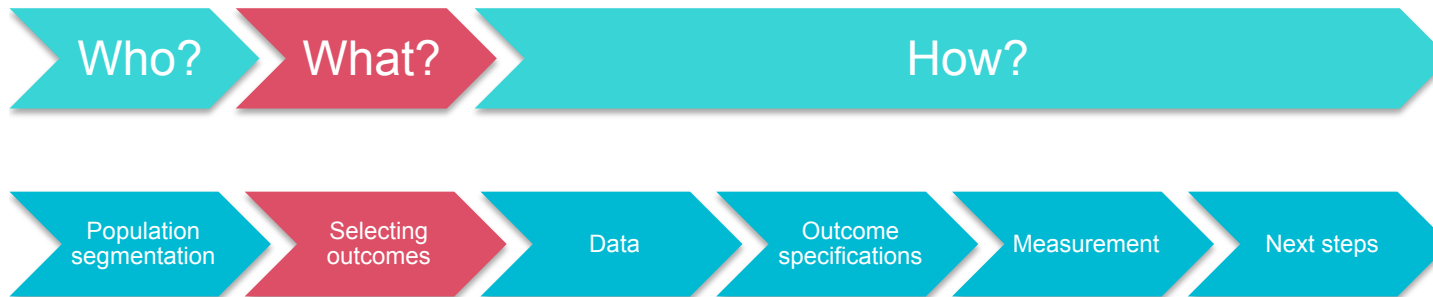 Who?
What?
How?
Population
segmentation
Selecting
outcomes
Data
Outcome
specifications
Measurement
Next steps